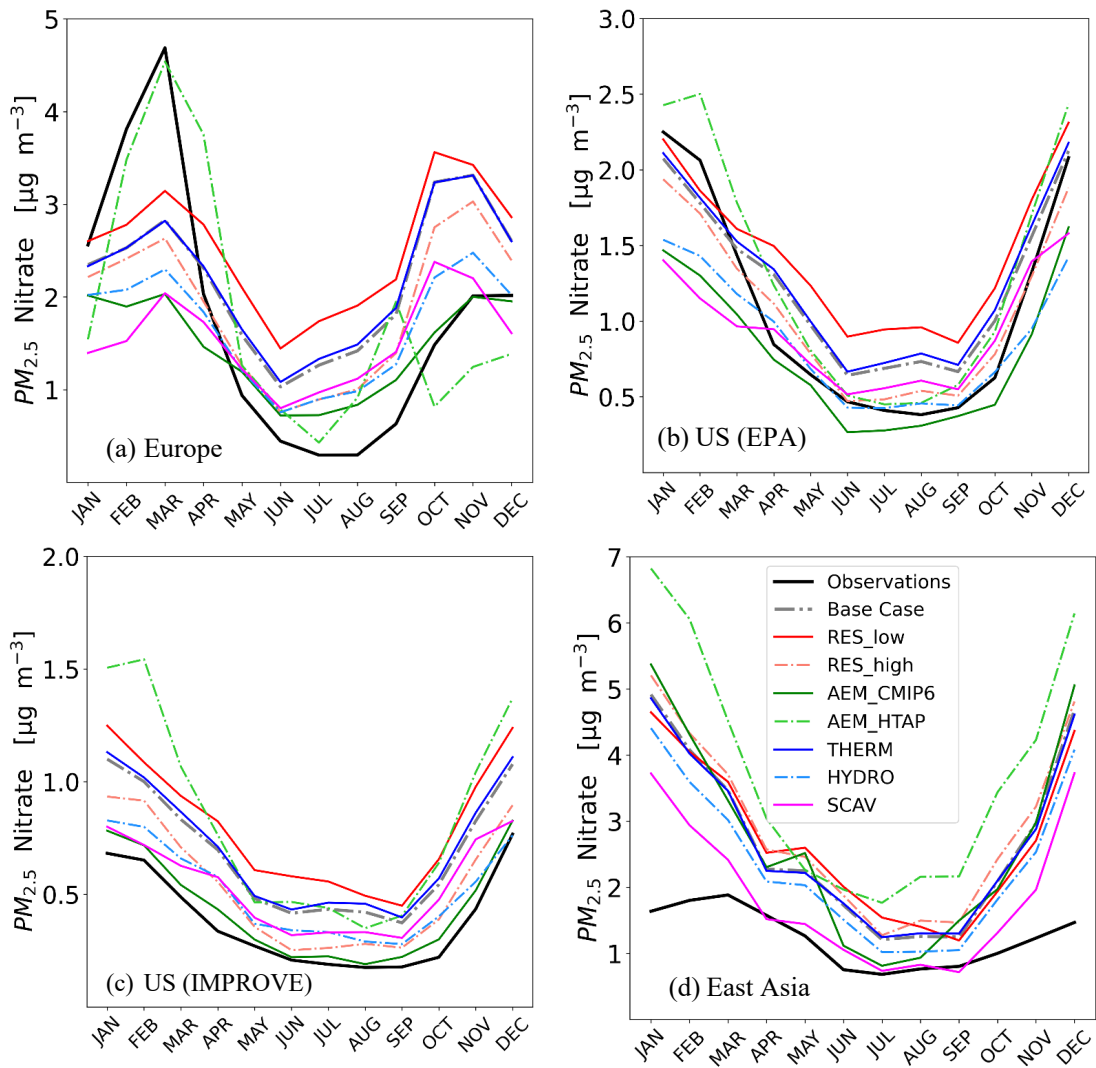 5
4
3
2
1
PM2.5 Nitrate [µg m−3]
(a) Europe
JAN FEB MAR APR MAY JUN JUL AUG SEP OCT NOV DEC
3.0
2.5
2.0
1.5
1.0
0.5
PM2.5 Nitrate [µg m−3]
(b) US (EPA)
JAN FEB MAR APR MAY JUN JUL AUG SEP OCT NOV DEC
2.0
1.5
1.0
0.5
PM2.5 Nitrate [µg m−3]
(c) US (IMPROVE)
JAN FEB MAR APR MAY JUN JUL AUG SEP OCT NOV DEC
7
6
5
4
3
2
1
PM2.5 Nitrate [µg m−3]
Observations
Base Case
RES_low
RES_high
AEM_CMIP6
AEM_HTAP
THERM
HYDRO
SCAV
(d) East Asia
JAN FEB MAR APR MAY JUN JUL AUG SEP OCT NOV DEC